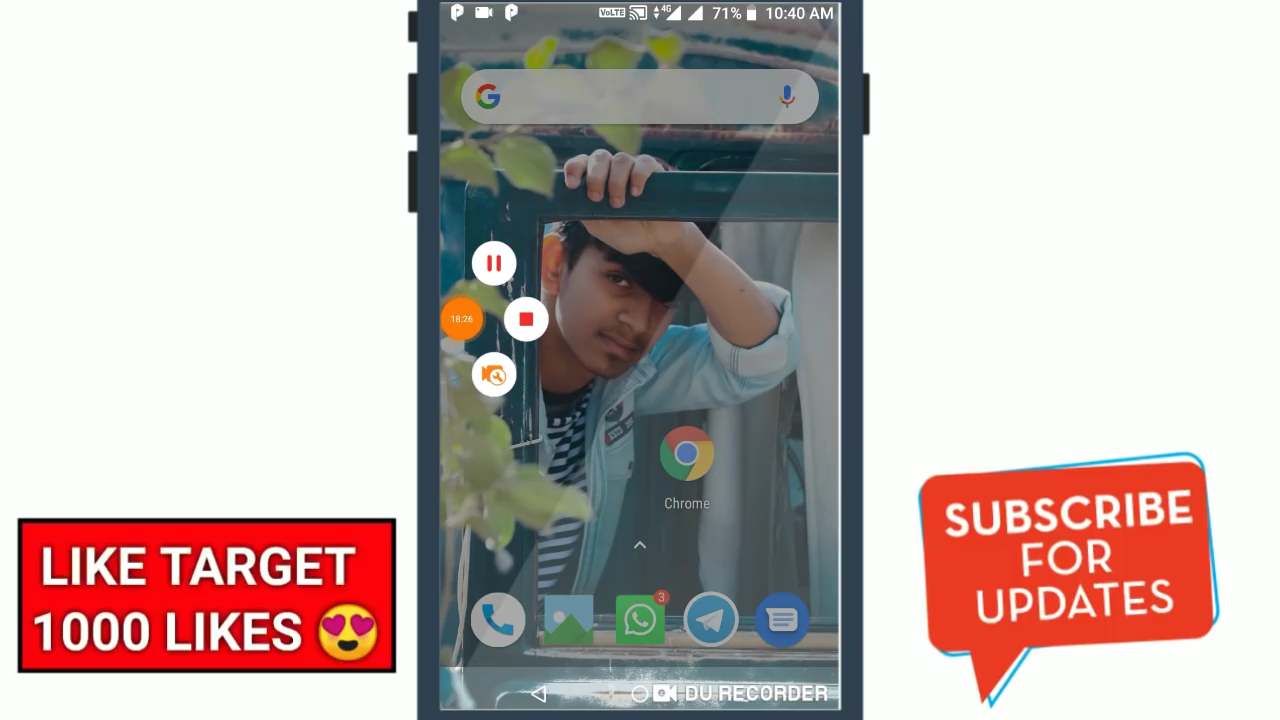 VoLTE 4G 71% 10:40 AM
18:26
Chrome
3
DU RECORDER
LIKE TARGET
1000 LIKES 😍
SUBSCRIBE
FOR
UPDATES